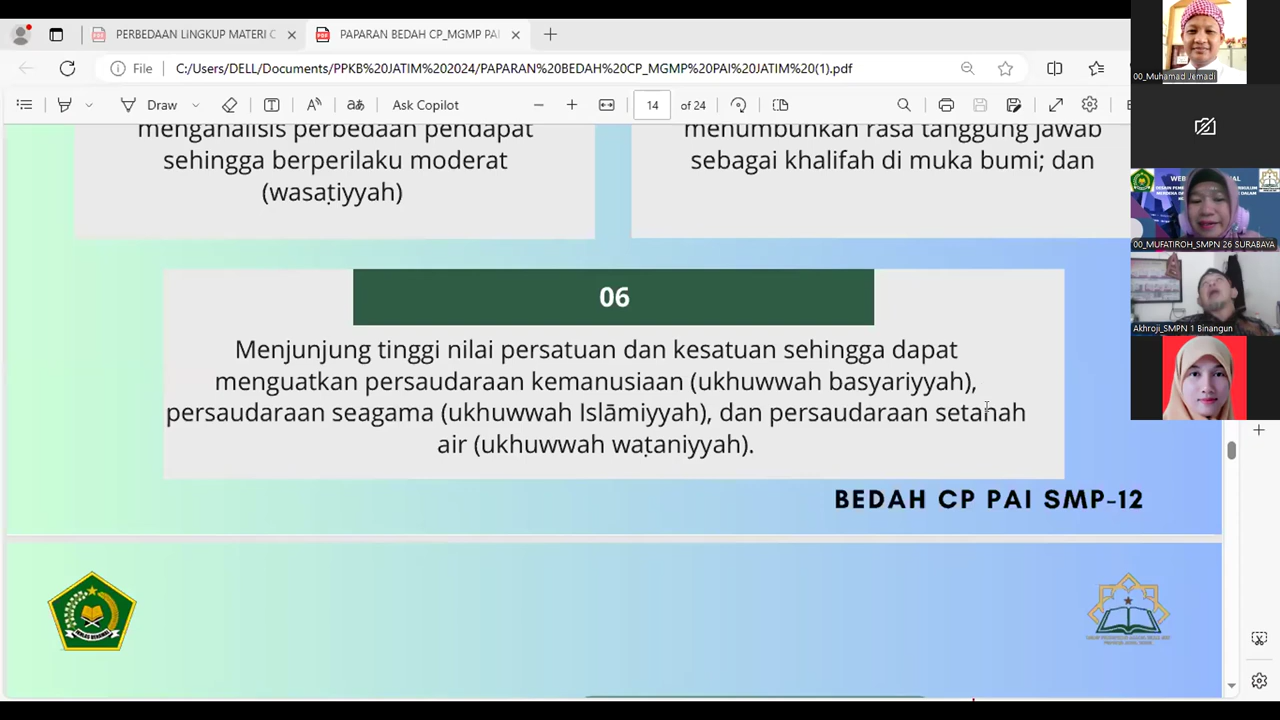 PERBEDAAN LINGKUP MATERI C
PAPARAN BEDAH CP_MGMP PAI
File
C:/Users/DELL/Documents/PPKB%20JATIM%202024/PAPARAN%20BEDAH%20CP_MGMP%20PAI%20JATIM%20(1).pdf
Draw
Ask Copilot
14 of 24
menganalisis perbedaan pendapat
sehingga berperilaku moderat
(wasaṭiyyah)
menumbuhkan rasa tanggung jawab
sebagai khalifah di muka bumi; dan
06
Menjunjung tinggi nilai persatuan dan kesatuan sehingga dapat
menguatkan persaudaraan kemanusiaan (ukhuwwah basyariyyah),
persaudaraan seagama (ukhuwwah Islāmiyyah), dan persaudaraan setanah
air (ukhuwwah waṭaniyyah).
BEDAH CP PAI SMP-12
00_Muhamad Jemadi
00_MUFATIROH_SMPN 26 SURABAYA
Akhroji_SMPN 1 Binangun